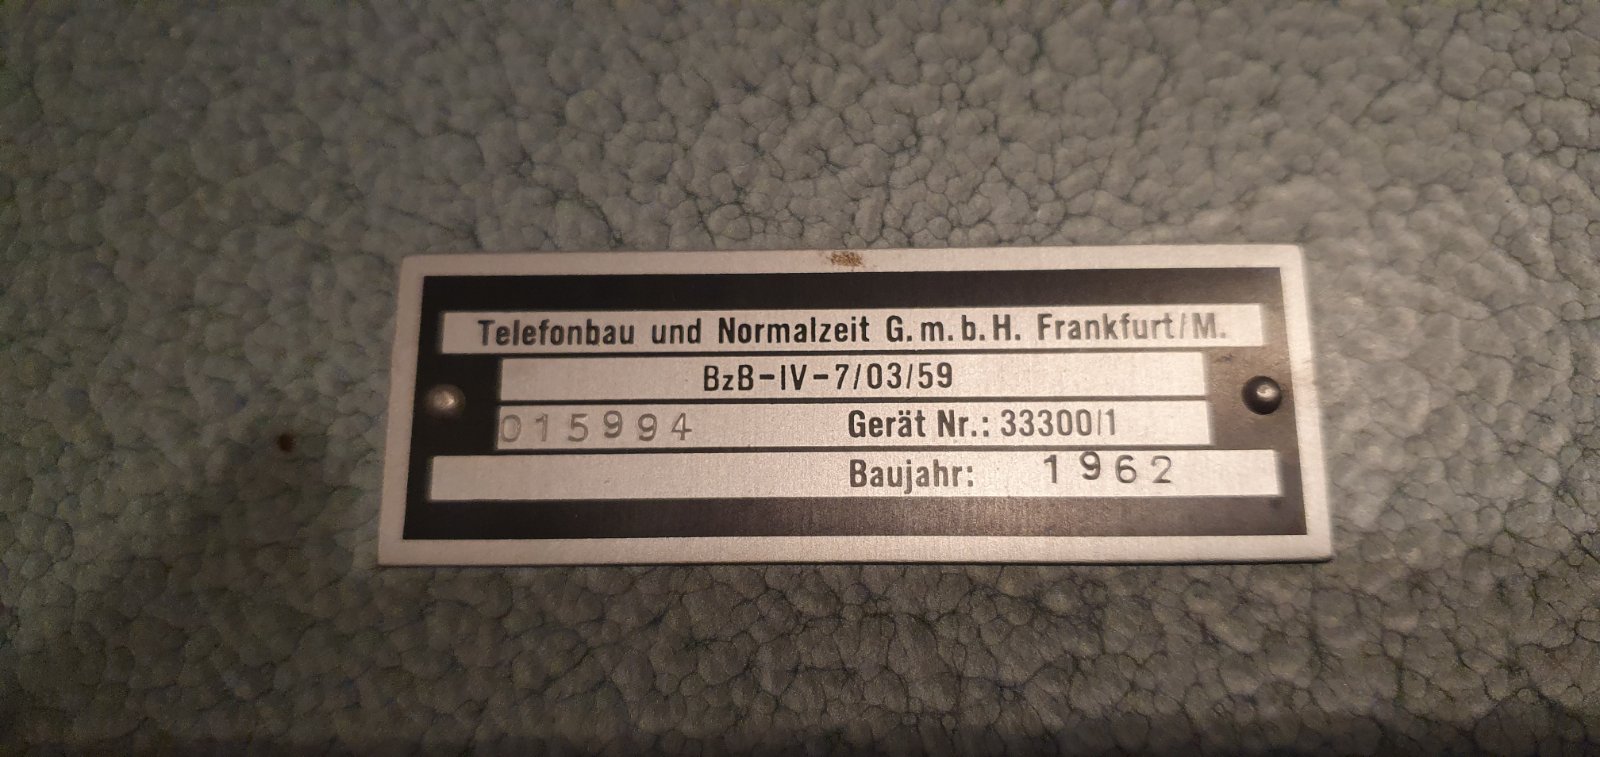 Telefonbau und Normalzeit G.m.b.H. Frankfurt/M.
BzB-IV-7/03/59
015994 Gerät Nr.: 33300/1
Baujahr: 1962